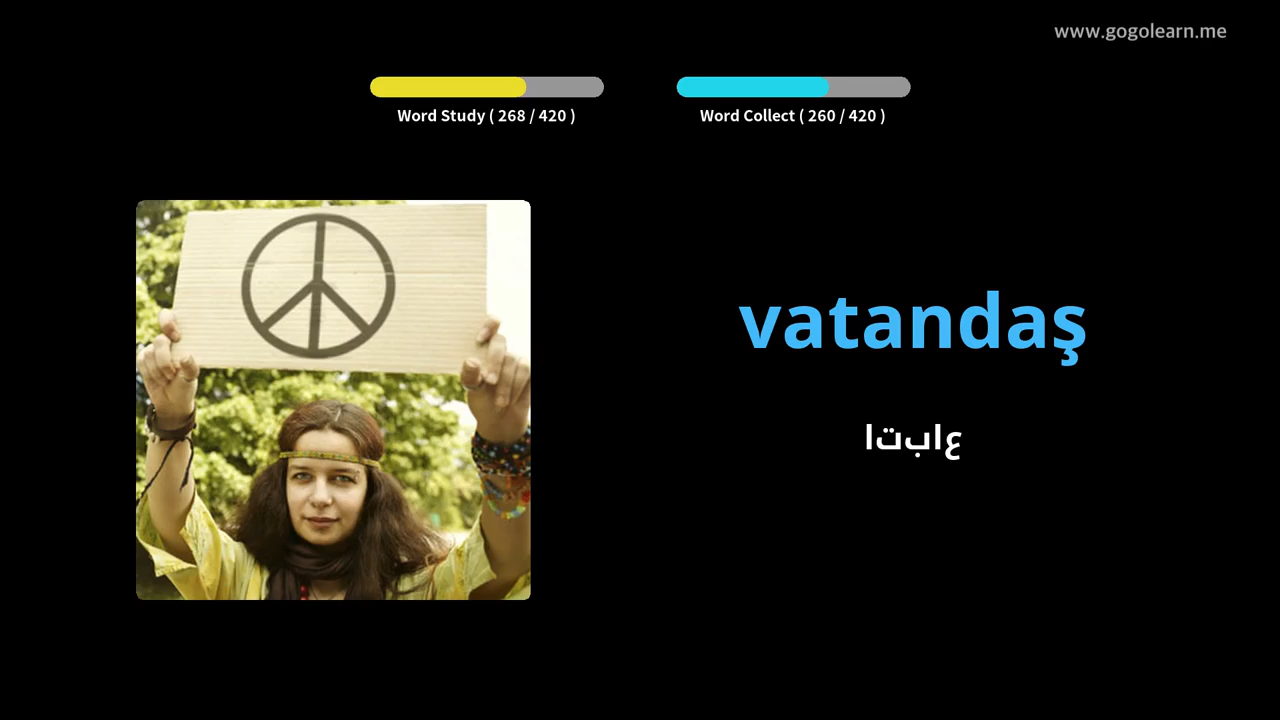 www.gogolearn.me
Word Study ( 268 / 420 )
Word Collect ( 260 / 420 )
vatandaş
اتباع